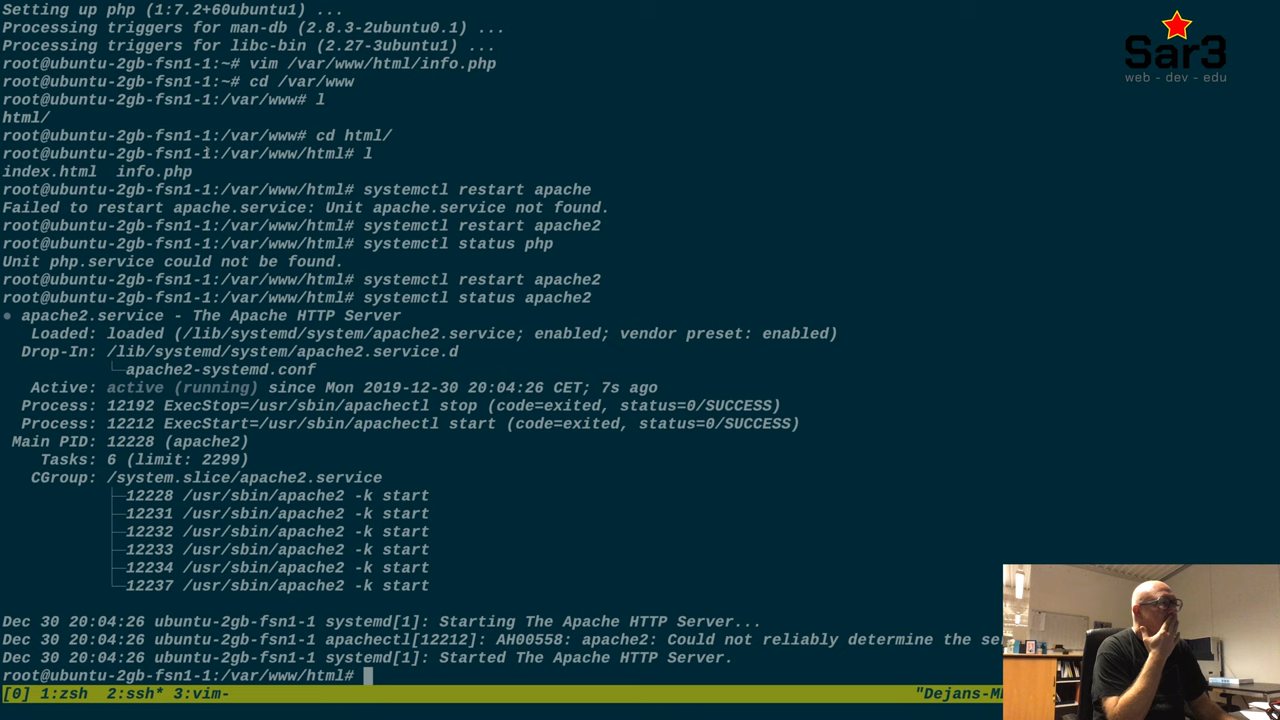 Setting up php (1:7.2+60ubuntu1) ...
Processing triggers for man-db (2.8.3-2ubuntu0.1) ...
Processing triggers for libc-bin (2.27-3ubuntu1) ...
root@ubuntu-2gb-fsn1-1:~# vim /var/www/html/info.php
root@ubuntu-2gb-fsn1-1:~# cd /var/www
root@ubuntu-2gb-fsn1-1:/var/www# l
html/
root@ubuntu-2gb-fsn1-1:/var/www# cd html/
root@ubuntu-2gb-fsn1-1:/var/www/html# l
index.html  info.php
root@ubuntu-2gb-fsn1-1:/var/www/html# systemctl restart apache
Failed to restart apache.service: Unit apache.service not found.
root@ubuntu-2gb-fsn1-1:/var/www/html# systemctl restart apache2
root@ubuntu-2gb-fsn1-1:/var/www/html# systemctl status php
Unit php.service could not be found.
root@ubuntu-2gb-fsn1-1:/var/www/html# systemctl restart apache2
root@ubuntu-2gb-fsn1-1:/var/www/html# systemctl status apache2
● apache2.service - The Apache HTTP Server
Loaded: loaded (/lib/systemd/system/apache2.service; enabled; vendor preset: enabled)
Drop-In: /lib/systemd/system/apache2.service.d
└─apache2-systemd.conf
Active: active (running) since Mon 2019-12-30 20:04:26 CET; 7s ago
Process: 12192 ExecStop=/usr/sbin/apachectl stop (code=exited, status=0/SUCCESS)
Process: 12212 ExecStart=/usr/sbin/apachectl start (code=exited, status=0/SUCCESS)
Main PID: 12228 (apache2)
Tasks: 6 (limit: 2299)
CGroup: /system.slice/apache2.service
├─12228 /usr/sbin/apache2 -k start
├─12231 /usr/sbin/apache2 -k start
├─12232 /usr/sbin/apache2 -k start
├─12233 /usr/sbin/apache2 -k start
├─12234 /usr/sbin/apache2 -k start
└─12237 /usr/sbin/apache2 -k start
Dec 30 20:04:26 ubuntu-2gb-fsn1-1 systemd[1]: Starting The Apache HTTP Server...
Dec 30 20:04:26 ubuntu-2gb-fsn1-1 apachectl[12212]: AH00558: apache2: Could not reliably determine the se
Dec 30 20:04:26 ubuntu-2gb-fsn1-1 systemd[1]: Started The Apache HTTP Server.
root@ubuntu-2gb-fsn1-1:/var/www/html#
[0] 1:zsh  2:ssh* 3:vim-  "Dejans-M
Sar3
web - dev - edu